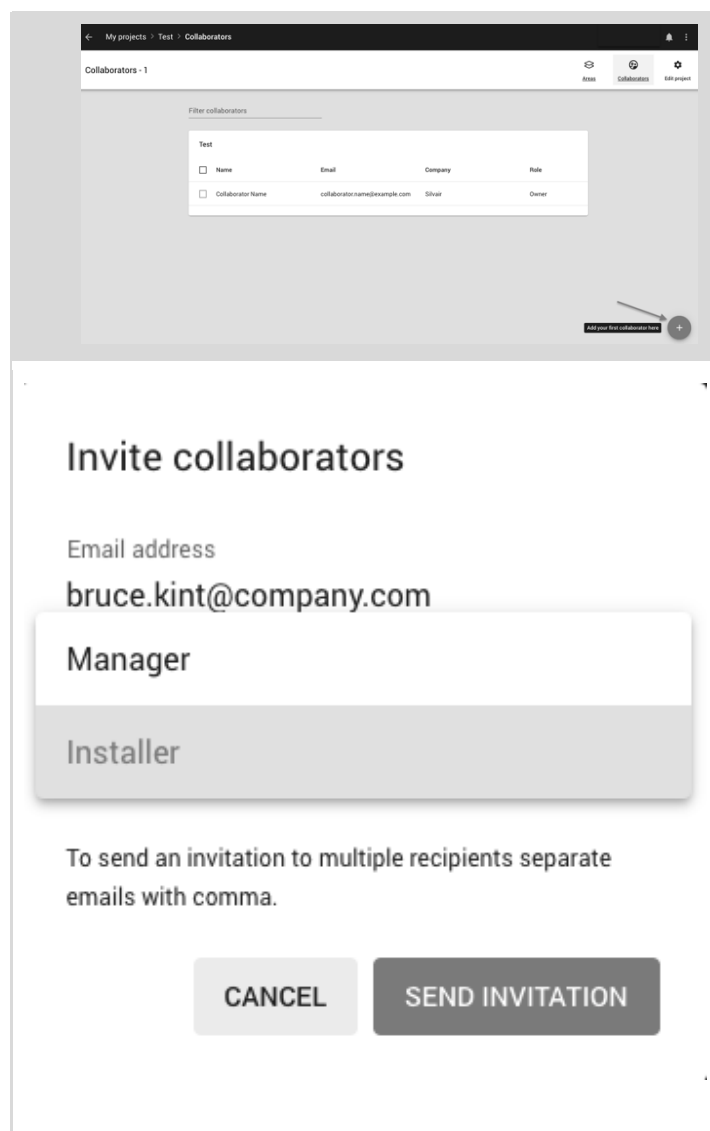 My projects > Test > Collaborators
Collaborators - 1
Areas
Collaborators
Edit project
Filter collaborators
Test
Name Email Company Role
Collaborator Name collaborator.name@example.com Silvair Owner
Add your first collaborator here
+
Invite collaborators
Email address
bruce.kint@company.com
Manager
Installer
To send an invitation to multiple recipients separate
emails with comma.
CANCEL SEND INVITATION